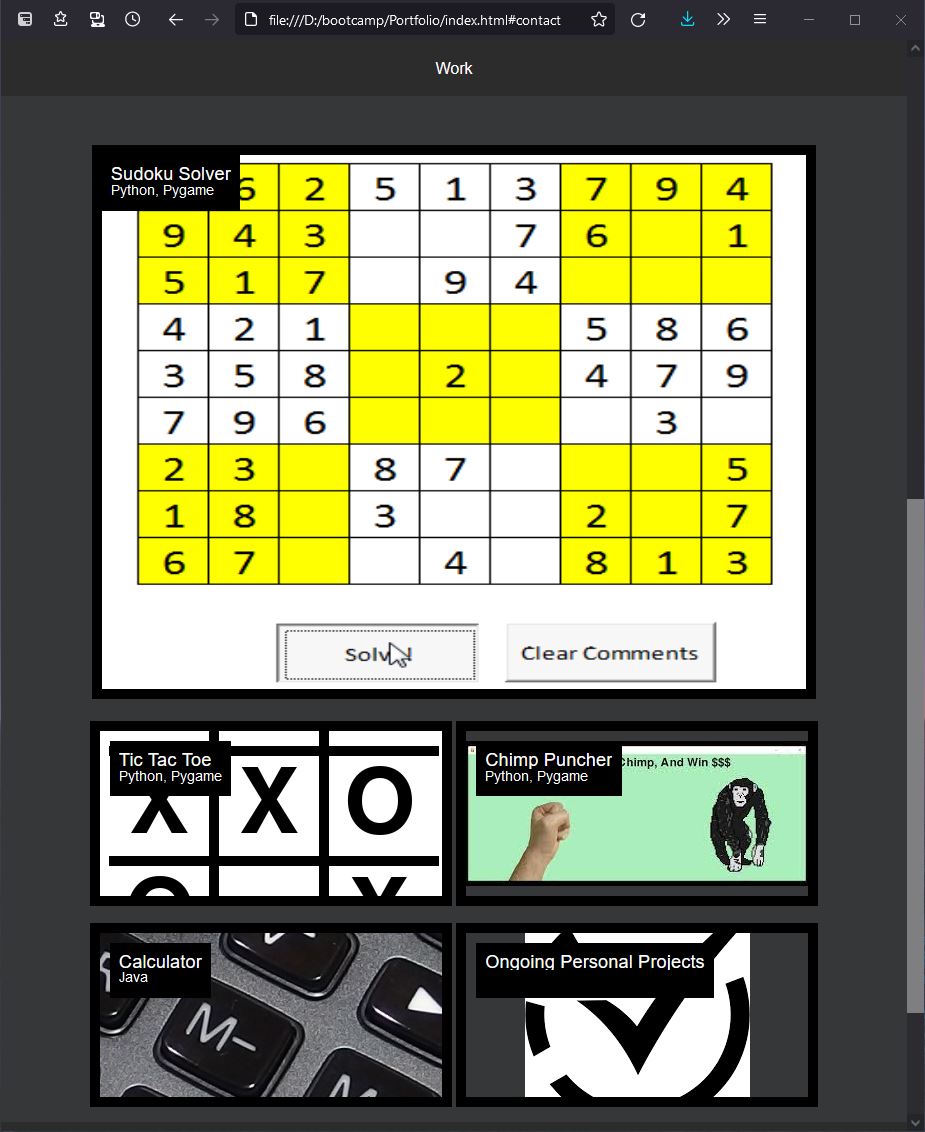 file:///D:/bootcamp/Portfolio/index.html#contact
Work
Sudoku Solver
Python, Pygame
6 2 5 1 3 7 9 4
9 4 3 7 6 1
5 1 7 9 4
4 2 1 5 8 6
3 5 8 2 4 7 9
7 9 6 3
2 3 8 7 5
1 8 3 2 7
6 7 4 8 1 3
Clear Comments
Tic Tac Toe
Python, Pygame
X X O
Chimp Puncher
Python, Pygame
Chimp, And Win $$$
Calculator
Java
M-
Ongoing Personal Projects